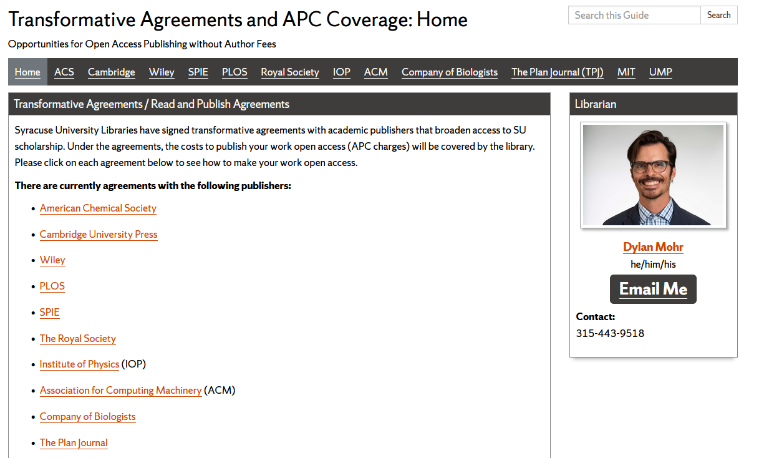 Transformative Agreements and APC Coverage: Home
Search this Guide
Search
Opportunities for Open Access Publishing without Author Fees
Home ACS Cambridge Wiley SPIE PLOS Royal Society IOP ACM Company of Biologists The Plan Journal (TPJ) MIT UMP
Transformative Agreements / Read and Publish Agreements
Syracuse University Libraries have signed transformative agreements with academic publishers that broaden access to SU
scholarship. Under the agreements, the costs to publish your work open access (APC charges) will be covered by the library.
Please click on each agreement below to see how to make your work open access.
There are currently agreements with the following publishers:
• American Chemical Society
• Cambridge University Press
• Wiley
• PLOS
• SPIE
• The Royal Society
• Institute of Physics (IOP)
• Association for Computing Machinery (ACM)
• Company of Biologists
• The Plan Journal
Librarian
Dylan Mohr
he/him/his
Email Me
Contact:
315-443-9518